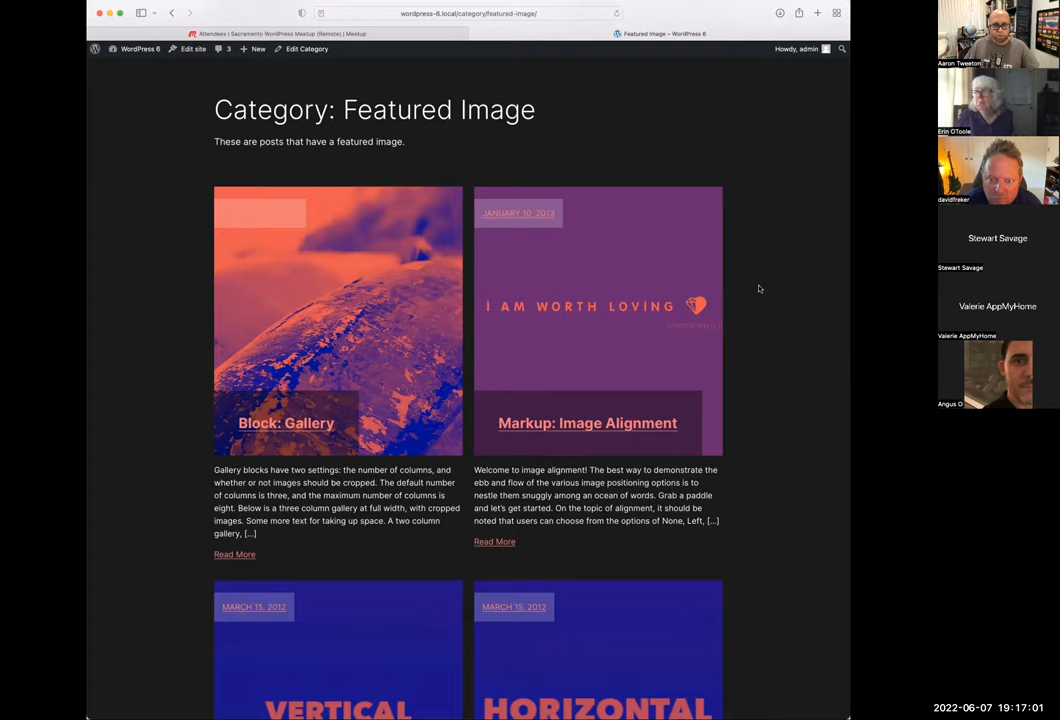 wordpress-6.local/category/featured-image/
Attendees | Sacramento WordPress Meetup (Remote) | Meetup
Featured Image – WordPress 6
WordPress 6
Edit site
3
New
Edit Category
Howdy, admin
Category: Featured Image
These are posts that have a featured image.
JANUARY 10, 2013
I AM WORTH LOVING
Block: Gallery
Markup: Image Alignment
Gallery blocks have two settings: the number of columns, and
whether or not images should be cropped. The default number
of columns is three, and the maximum number of columns is
eight. Below is a three column gallery at full width, with cropped
images. Some more text for taking up space. A two column
gallery, […]
Read More
Welcome to image alignment! The best way to demonstrate the
ebb and flow of the various image positioning options is to
nestle them snuggly among an ocean of words. Grab a paddle
and let's get started. On the topic of alignment, it should be
noted that users can choose from the options of None, Left, […]
Read More
MARCH 15, 2012
MARCH 15, 2012
VERTICAL
HORIZONTAL
Aaron Tweeton
Erin OToole
davidfreker
Stewart Savage
Stewart Savage
Valerie AppMyHome
Valerie AppMyHome
Angus O
2022-06-07 19:17:01